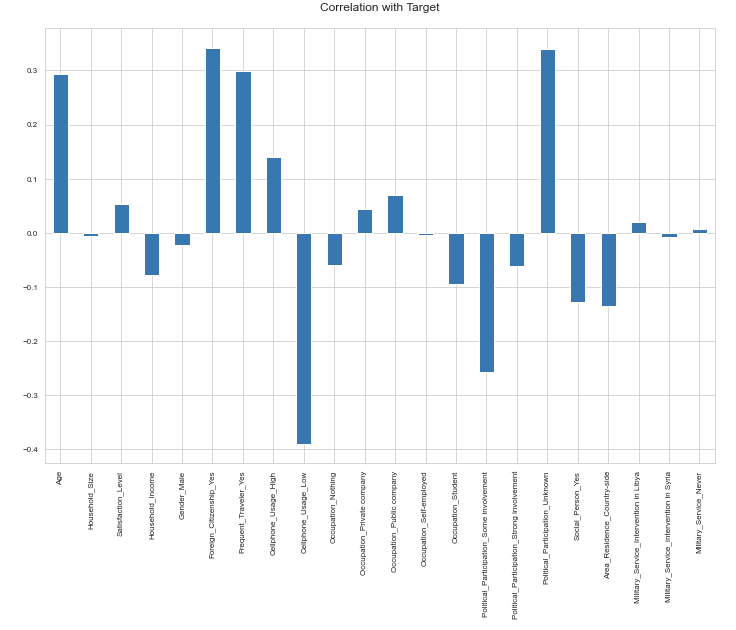 Correlation with Target
0.3
0.2
0.1
0.0
−0.1
−0.2
−0.3
−0.4
Age
Household_Size
Satisfaction_Level
Household_Income
Gender_Male
Foreign_Citizenship_Yes
Frequent_Traveler_Yes
Cellphone_Usage_High
Cellphone_Usage_Low
Occupation_Nothing
Occupation_Private company
Occupation_Public company
Occupation_Self-employed
Occupation_Student
Political_Participation_Some involvement
Political_Participation_Strong involvement
Political_Participation_Unknown
Social_Person_Yes
Area_Residence_Country-side
Military_Service_Intervention in Libya
Military_Service_Intervention in Syria
Military_Service_Never